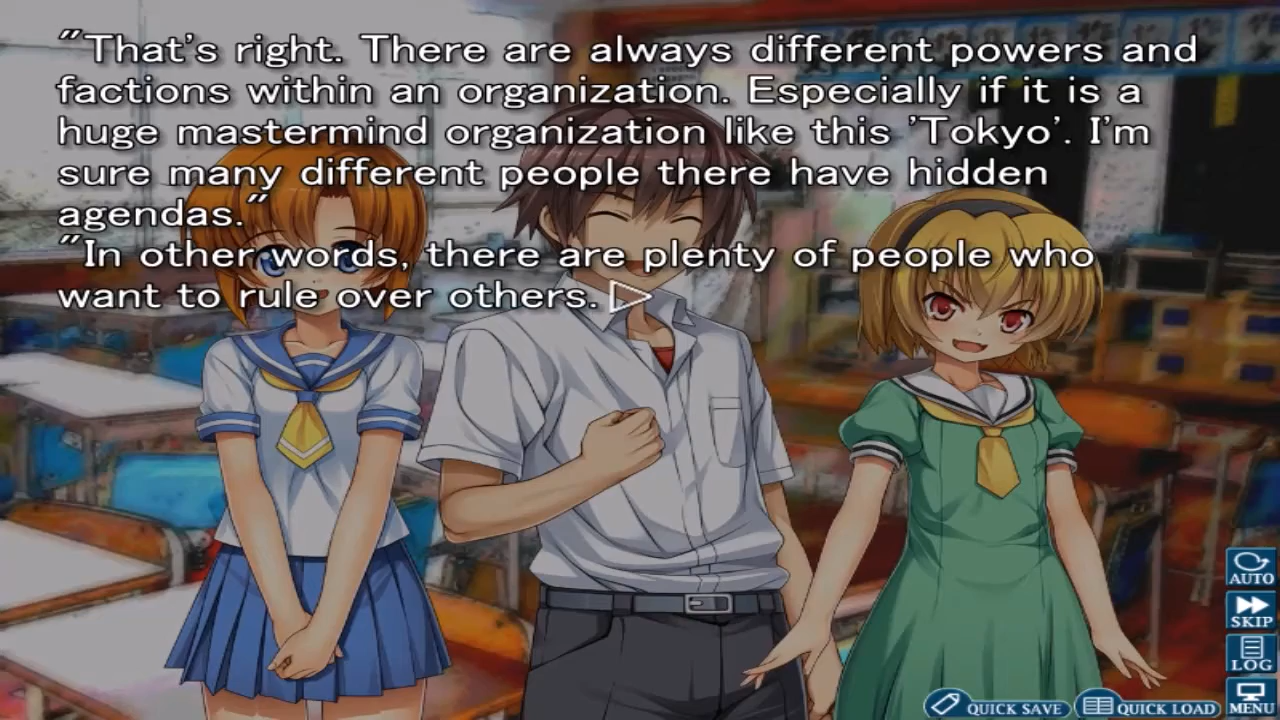 "That's right. There are always different powers and
factions within an organization. Especially if it is a
huge mastermind organization like this 'Tokyo'. I'm
sure many different people there have hidden
agendas."
"In other words, there are plenty of people who
want to rule over others.
AUTO
SKIP
LOG
MENU
QUICK SAVE
QUICK LOAD